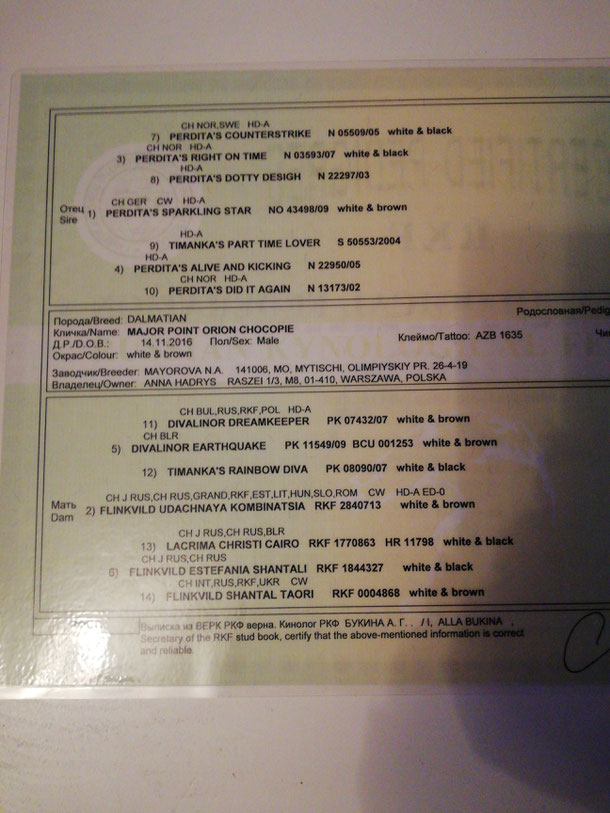 CH NOR,SWE HD-A
7) PERDITA'S COUNTERSTRIKE N 05509/05 white & black
CH NOR HD-A
3) PERDITA'S RIGHT ON TIME N 03593/07 white & black
HD-A
8) PERDITA'S DOTTY DESIGH N 22297/03
CH GER CW HD-A
Отец
Sire
1) PERDITA'S SPARKLING STAR NO 43498/09 white & brown
HD-A
9) TIMANKA'S PART TIME LOVER S 50553/2004
HD-A
4) PERDITA'S ALIVE AND KICKING N 22950/05
CH NOR HD-A
10) PERDITA'S DID IT AGAIN N 13173/02
Порода/Breed: DALMATIAN Родословная/Pedig
Кличка/Name: MAJOR POINT ORION CHOCOPIE
Д.Р./D.O.B.: 14.11.2016 Пол/Sex: Male Клеймо/Tattoo: AZB 1635
Окрас/Colour: white & brown
Заводчик/Breeder: MAYOROVA N.A. 141006, MO, MYTISCHI, OLIMPIYSKIY PR. 26-4-19
Владелец/Owner: ANNA HADRYS RASZEI 1/3, M8, 01-410, WARSZAWA, POLSKA
CH BUL,RUS,RKF,POL HD-A
11) DIVALINOR DREAMKEEPER PK 07432/07 white & brown
CH BLR
5) DIVALINOR EARTHQUAKE PK 11549/09 BCU 001253 white & brown
12) TIMANKA'S RAINBOW DIVA PK 08090/07 white & black
CH J RUS,CH RUS,GRAND,RKF,EST,LIT,HUN,SLO,ROM CW HD-A ED-0
Мать
Dam
2) FLINKVILD UDACHNAYA KOMBINATSIA RKF 2840713 white & brown
CH J RUS,CH RUS,BLR
13) LACRIMA CHRISTI CAIRO RKF 1770863 HR 11798 white & black
CH J RUS,CH RUS
6) FLINKVILD ESTEFANIA SHANTALI RKF 1844327 white & black
CH INT,RUS,RKF,UKR CW
14) FLINKVILD SHANTAL TAORI RKF 0004868 white & brown
Выписка из ВЕРК РКФ верна. Кинолог РКФ БУКИНА А. Г. . /I, ALLA BUKINA ,
Secretary of the RKF stud book, certify that the above-mentioned information is correct
and reliable.